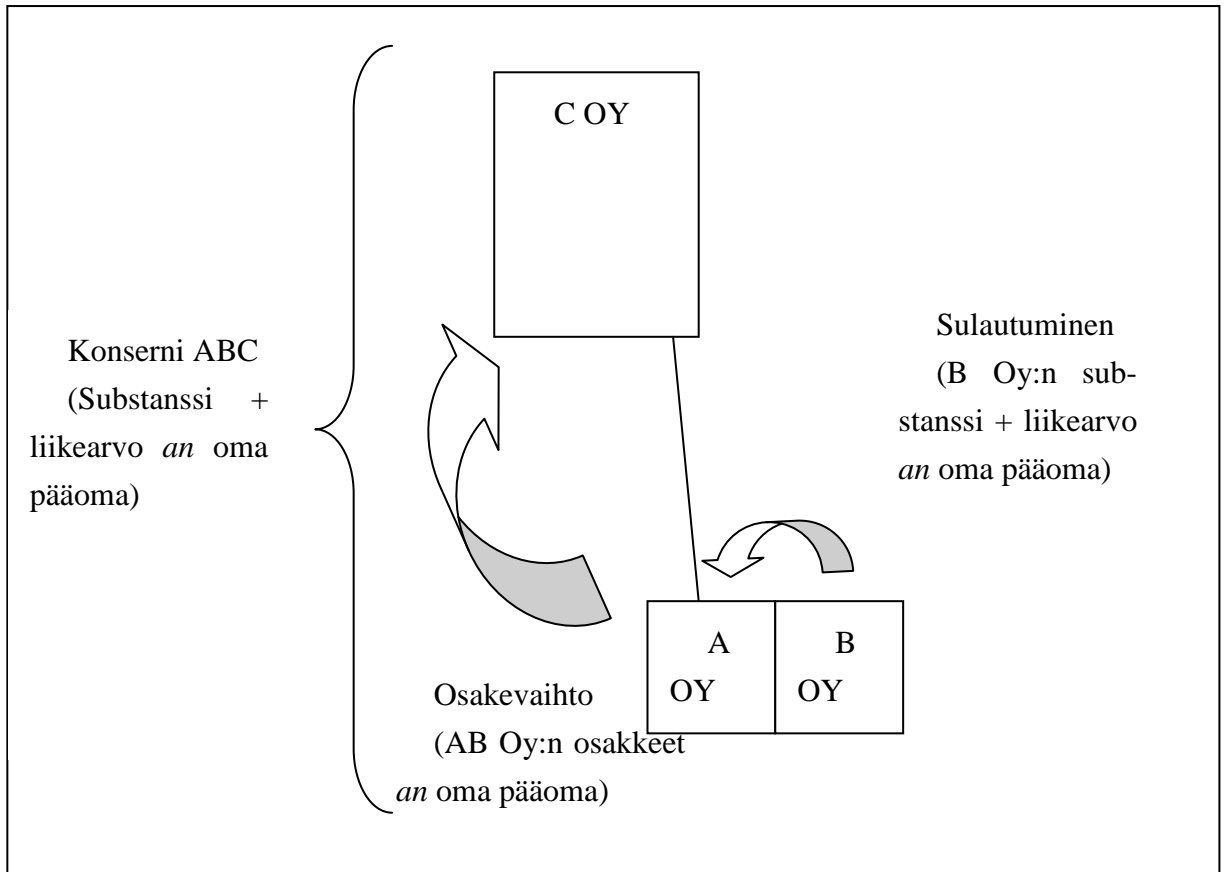 C OY
Konserni ABC
(Substanssi +
liikearvo an oma
pääoma)
Sulautuminen
(B Oy:n sub-
stanssi + liikearvo
an oma pääoma)
A
OY
B
OY
Osakevaihto
(AB Oy:n osakkeet
an oma pääoma)